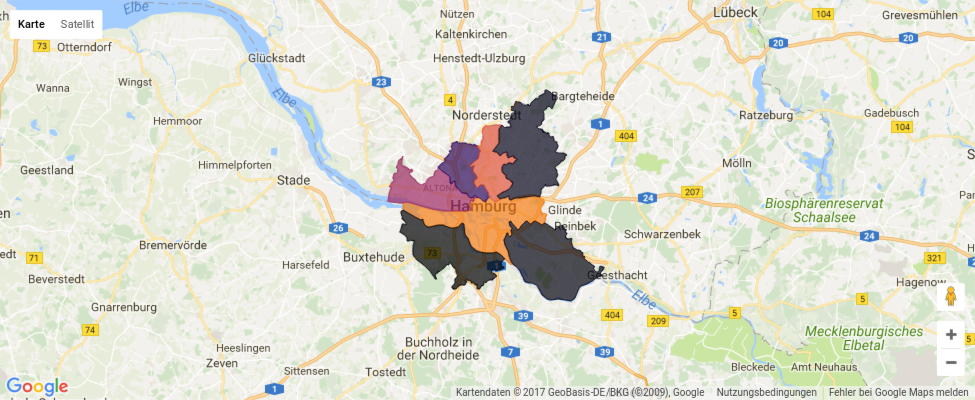 Elbe
Nützen
Lübeck
104
Grevesmühlen
Karte Satellit
73
Otterndorf
Kaltenkirchen
21
20
20
Glückstadt
Henstedt-Ulzburg
Wingst
23
Wanna
Elbe
4
Bargteheide
Hemmoor
Norderstedt
1
Ratzeburg
Gadebusch
404
104
Geestland
Himmelpforten
Mölln
Stade
ALTONA
24
207
Hamburg
Glinde
Biosphärenreservat
Schaalsee
26
Reinbek
Schwarzenbek
24
Bremervörde
73
Buxtehude
71
Harsefeld
321
Beverstedt
Geesthacht
Hagenow
Elbe
5
Gnarrenburg
39
404
209
5
5
74
Mecklenburgisches
Elbetal
Heeslingen
Buchholz in
der Nordheide
7
39
Zeven
Sittensen
Tostedt
Bleckede
Amt Neuhaus
1
Google
Kartendaten © 2017 GeoBasis-DE/BKG (©2009), Google
Nutzungsbedingungen
Fehler bei Google Maps melden